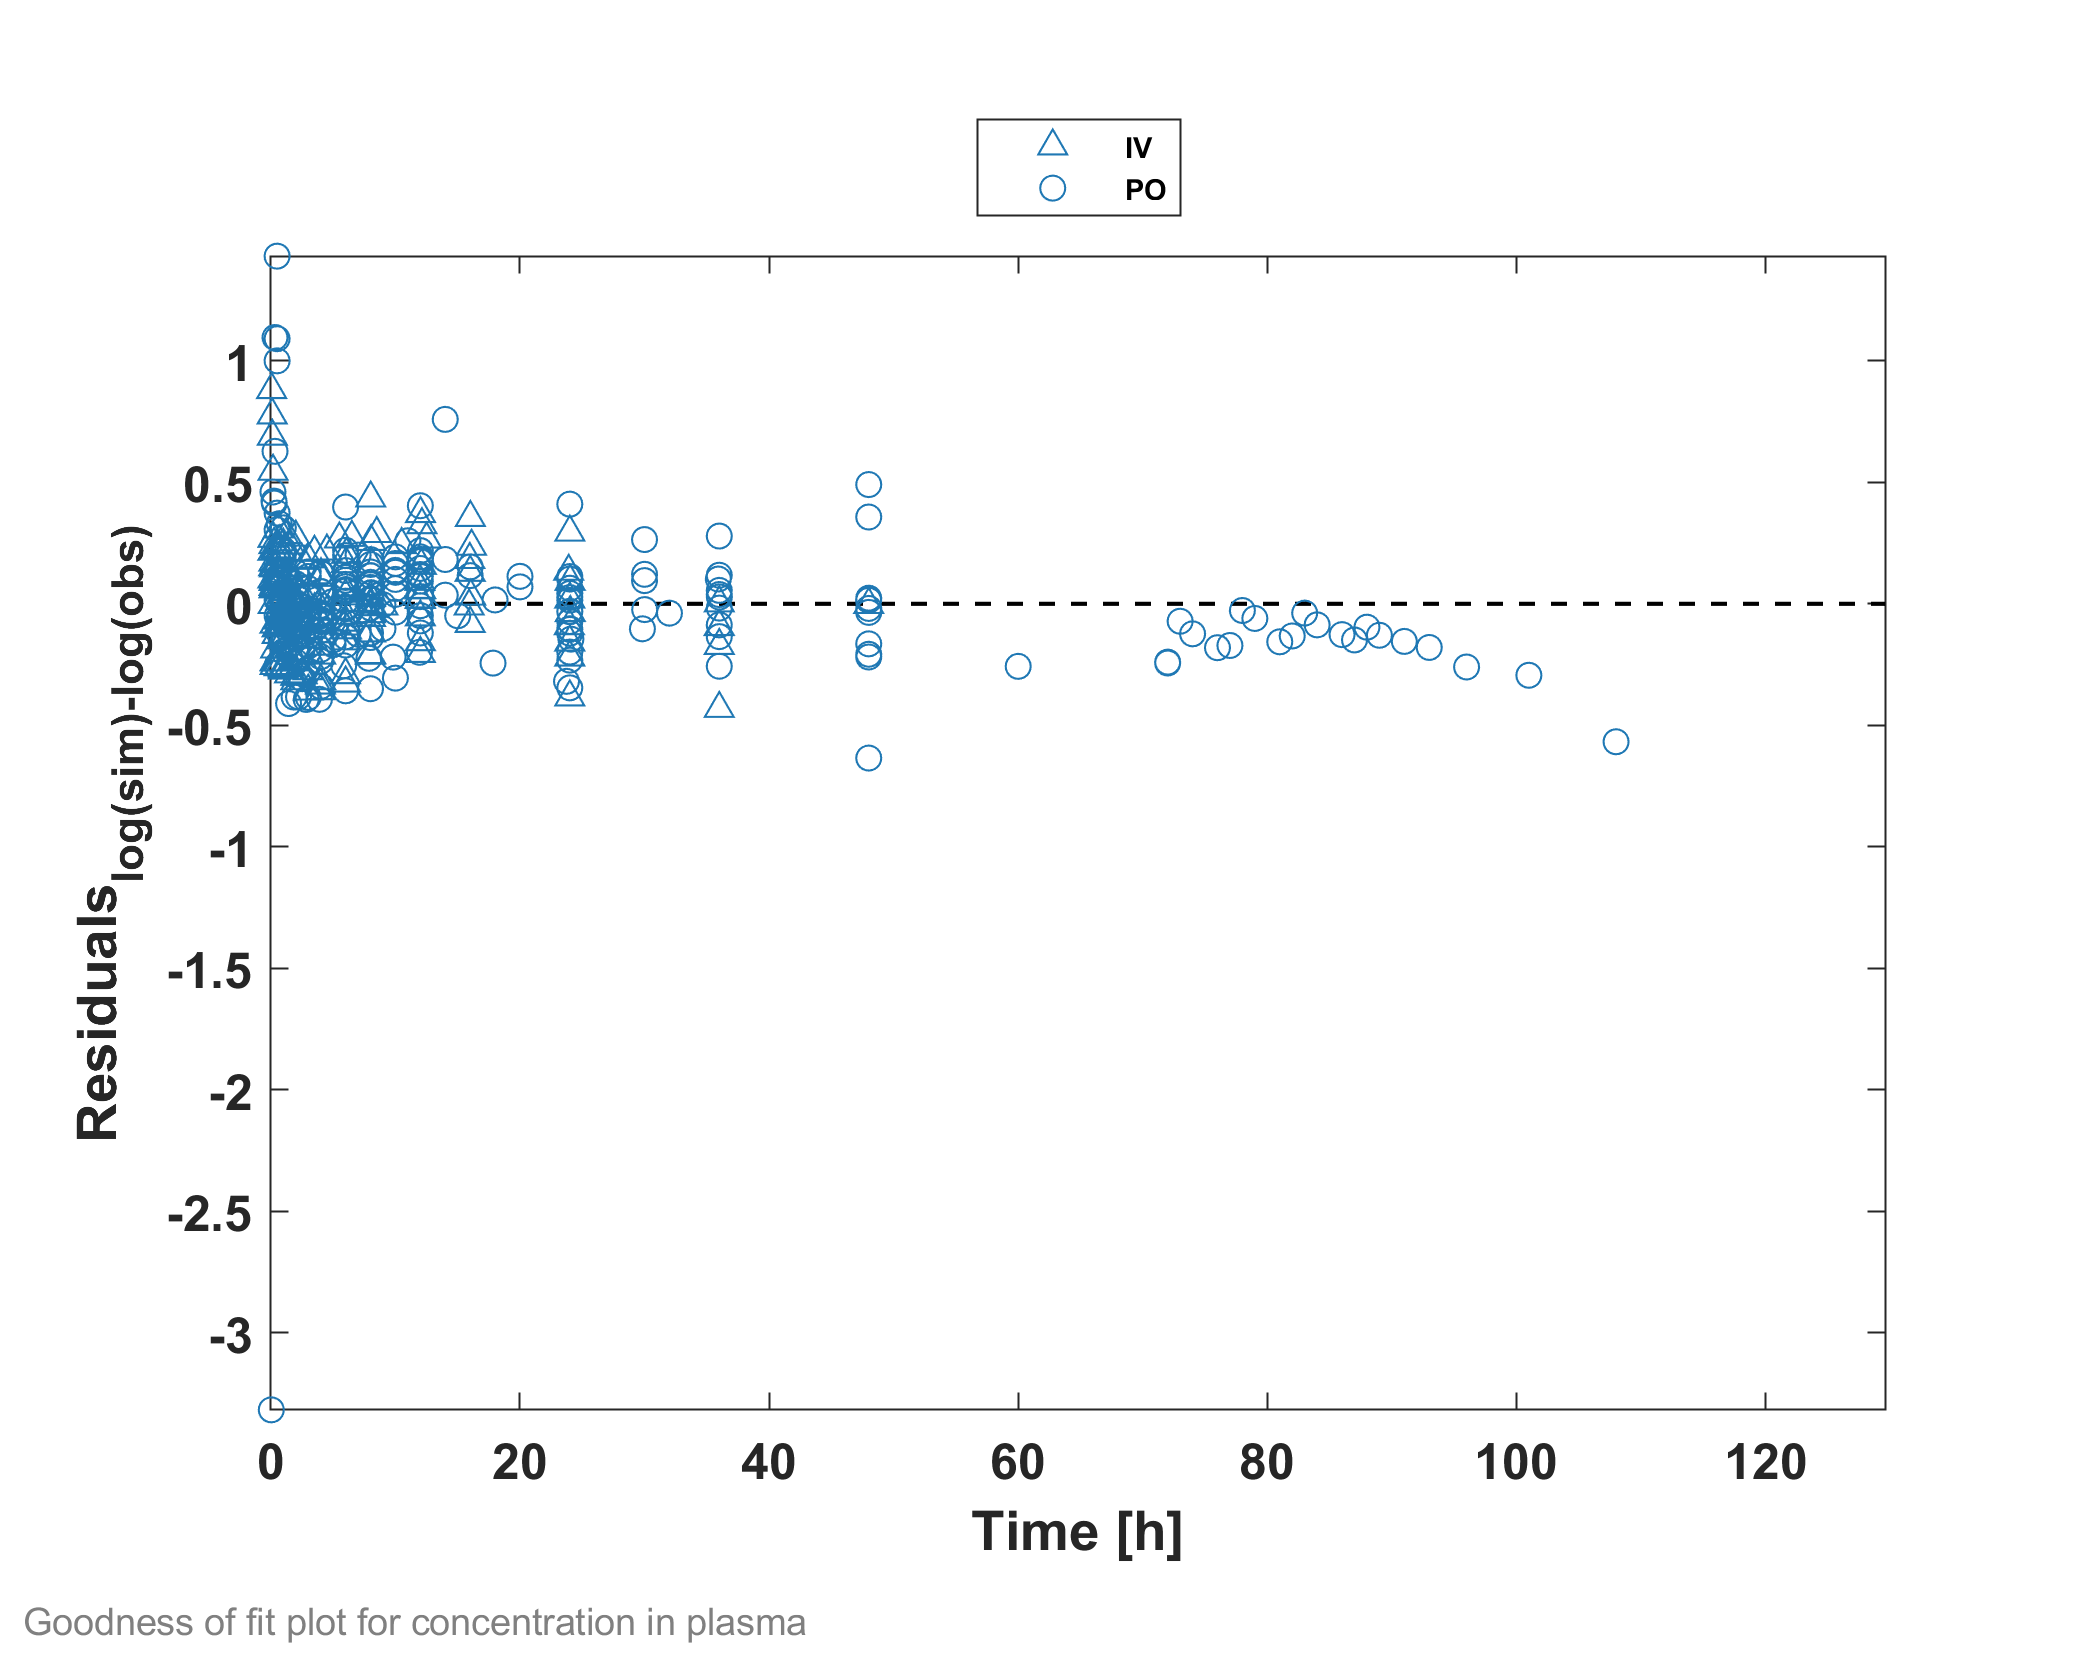 IV
PO
1
0.5
0
-0.5
-1
-1.5
-2
-2.5
-3
Residuals log(sim)-log(obs)
0 20 40 60 80 100 120
Time [h]
Goodness of fit plot for concentration in plasma